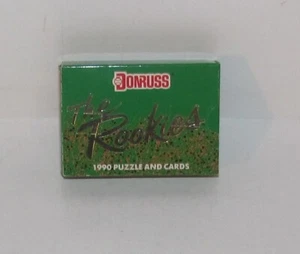 DONRUSS
The
Rookies
1990 PUZZLE AND CARDS